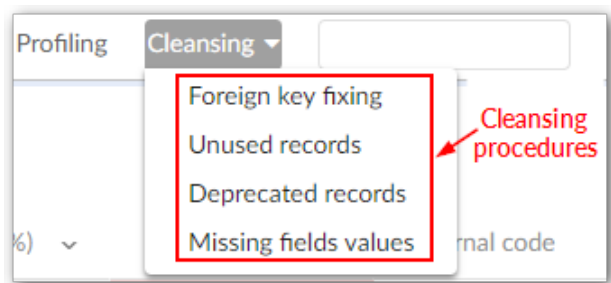 Profiling Cleansing
Foreign key fixing
Unused records
Deprecated records
Missing fields values
Cleansing
procedures
%)
rnal code